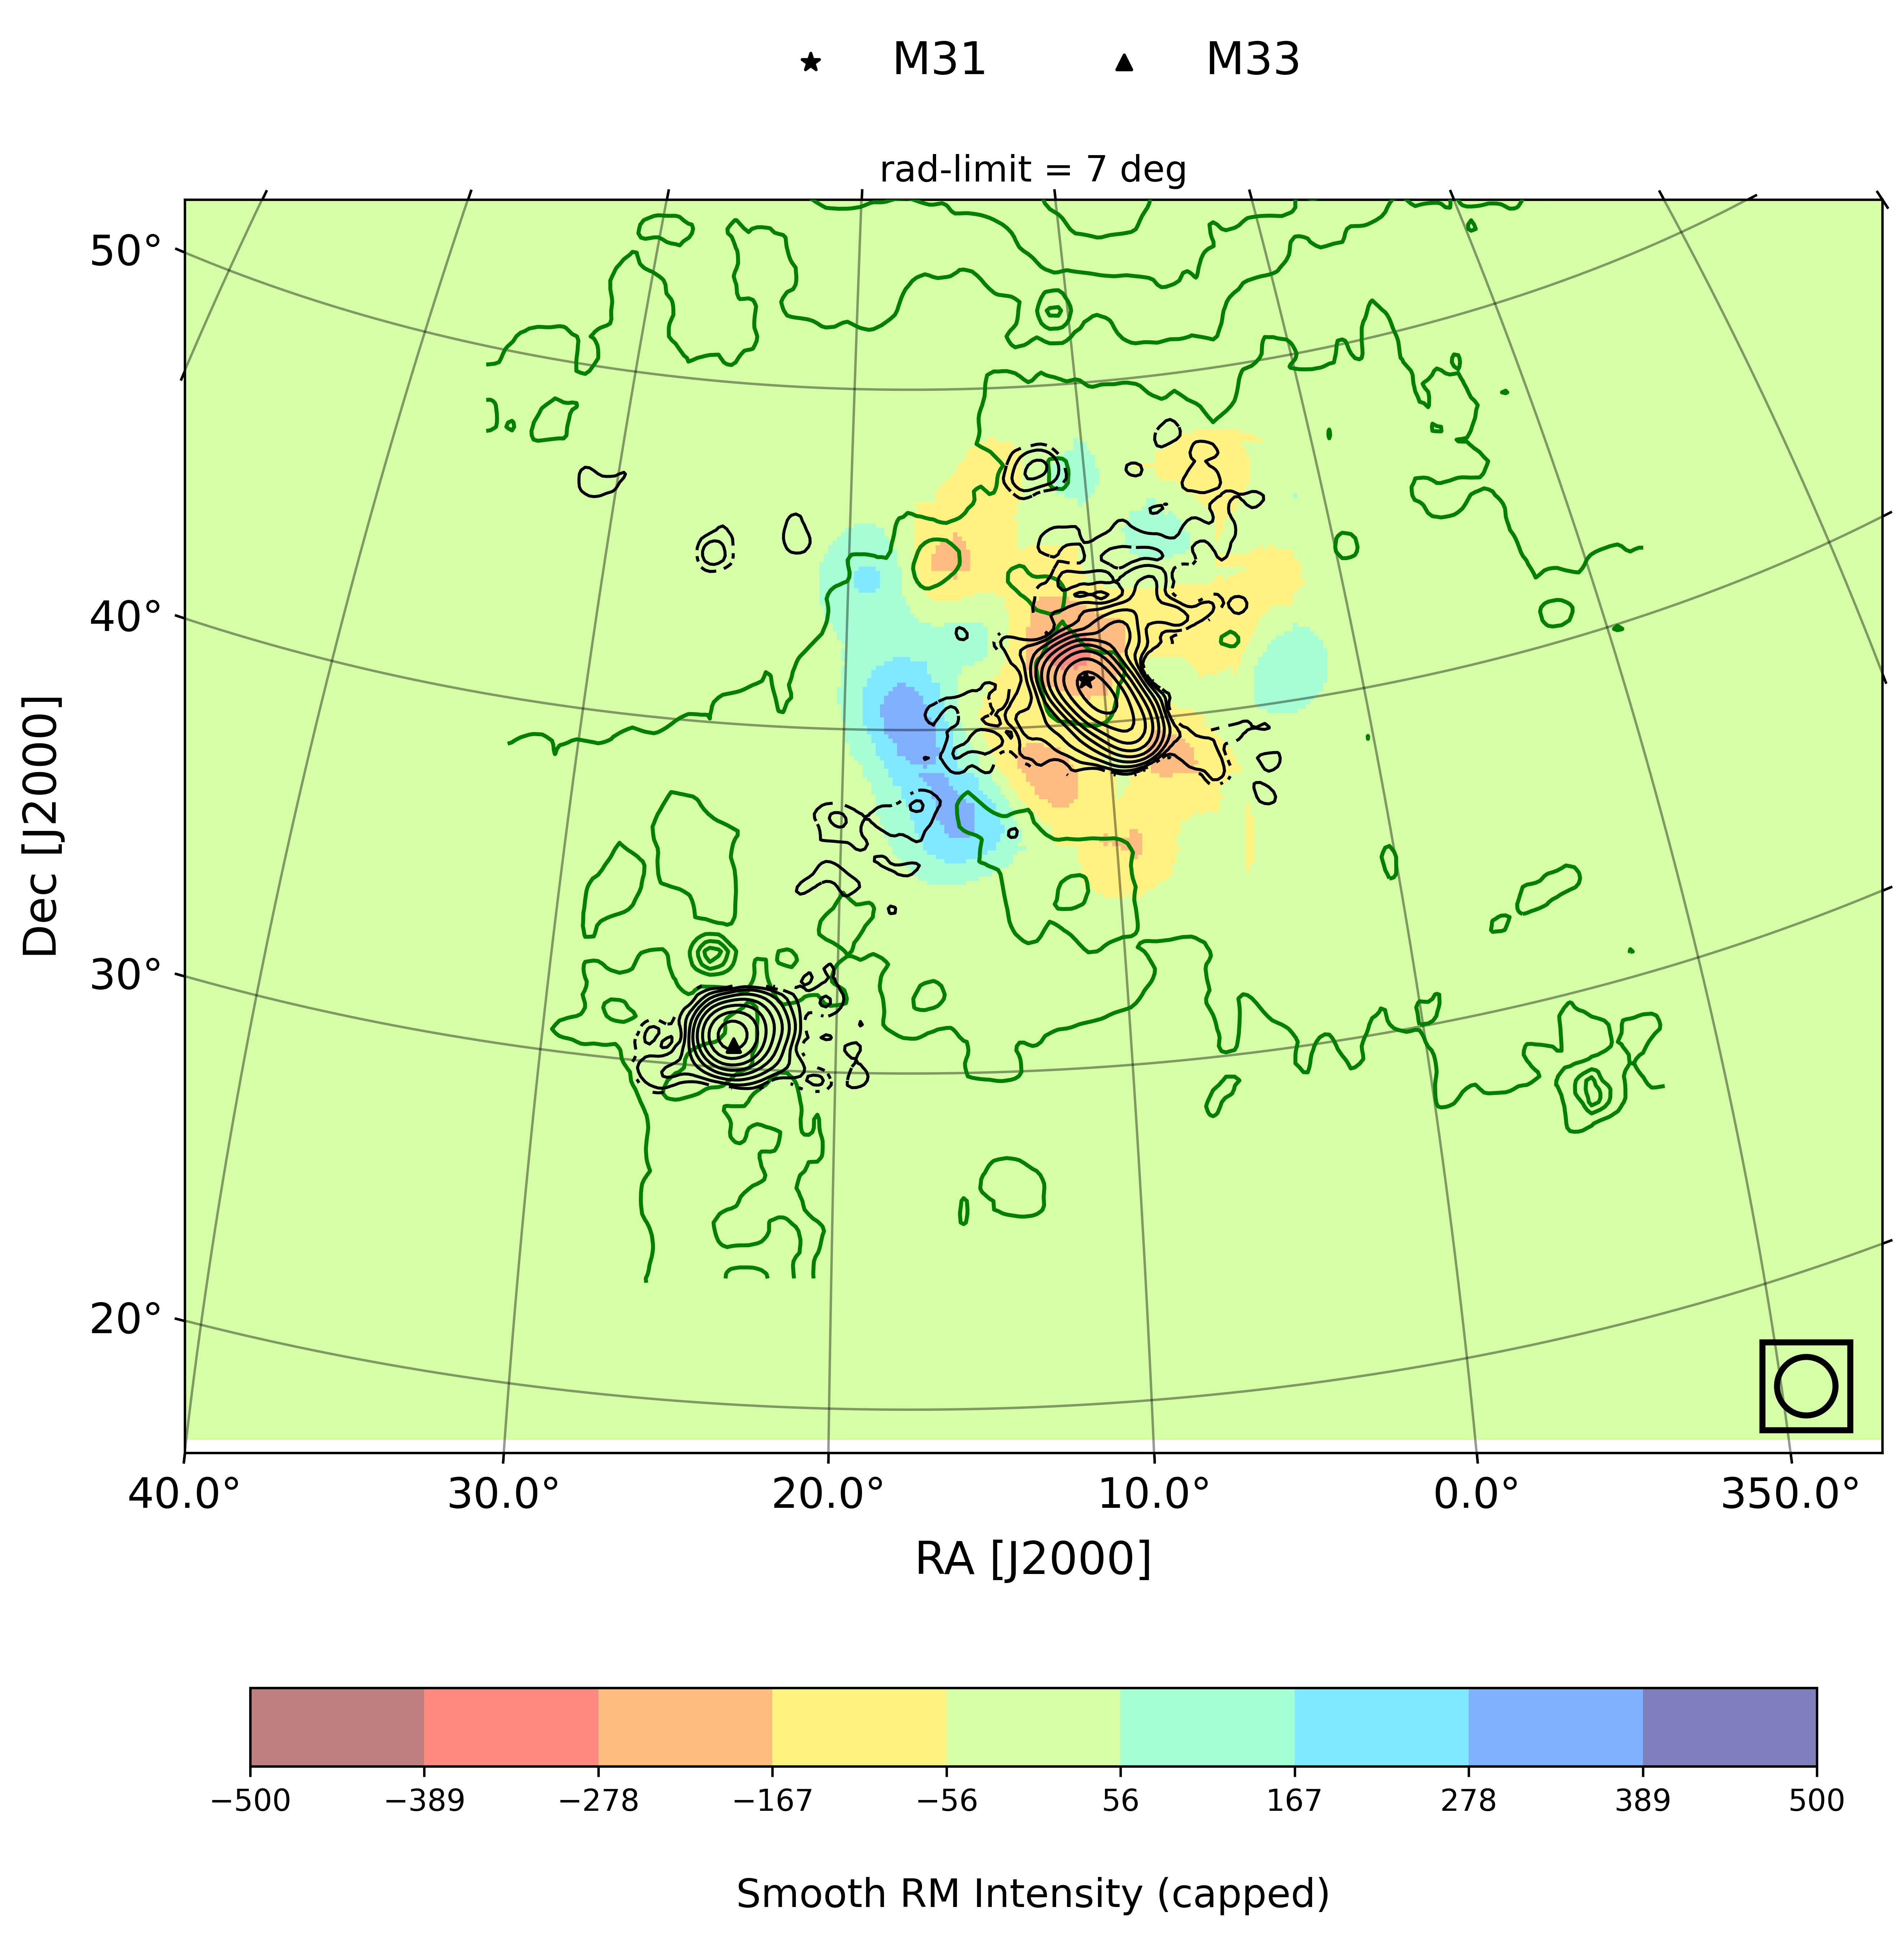 M31 M33
rad-limit = 7 deg
50°
40°
30°
20°
Dec [J2000]
40.0° 30.0° 20.0° 10.0° 0.0° 350.0°
RA [J2000]
−500 −389 −278 −167 −56 56 167 278 389 500
Smooth RM Intensity (capped)